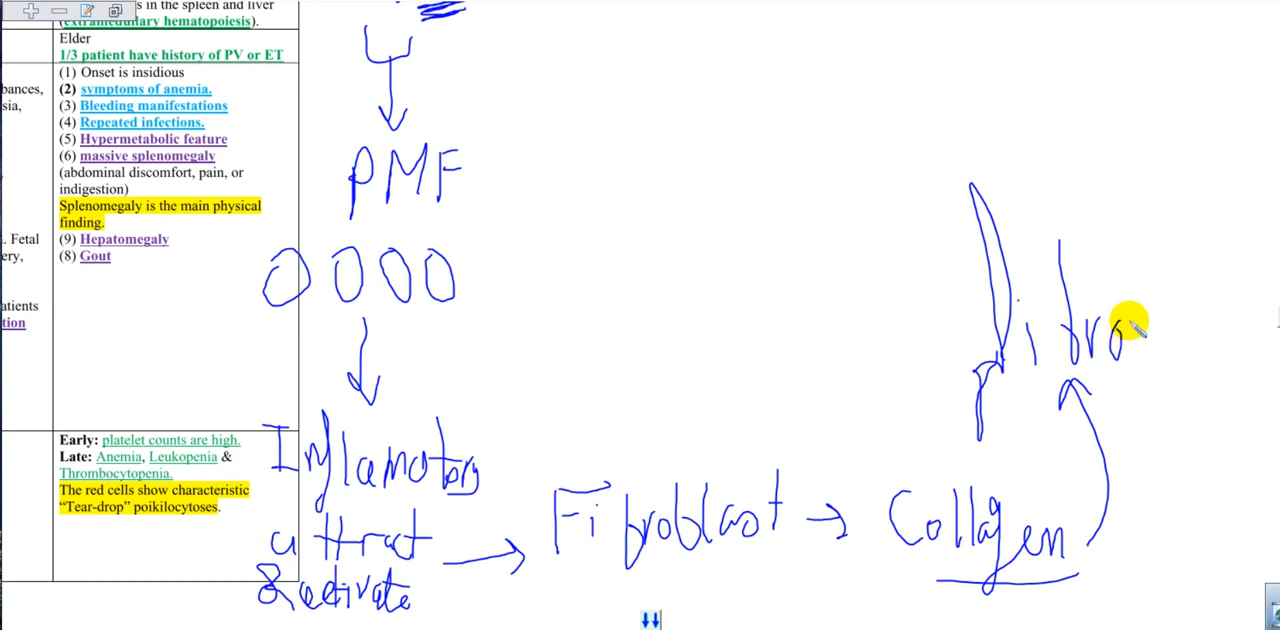 s in the spleen and liver
(extramedullary hematopoiesis).
Elder
1/3 patient have history of PV or ET
(1) Onset is insidious
bances, (2) symptoms of anemia.
sia, (3) Bleeding manifestations
(4) Repeated infections.
(5) Hypermetabolic feature
(6) massive splenomegaly
(abdominal discomfort, pain, or
indigestion)
Splenomegaly is the main physical
finding.
. Fetal (9) Hepatomegaly
ery, (8) Gout
atients
tion
Early: platelet counts are high.
Late: Anemia, Leukopenia &
Thrombocytopenia.
The red cells show characteristic
“Tear-drop” poikilocytoses.
PMF
Inflamotory
attract
& activate
Fibroblast
Collagen
fibro